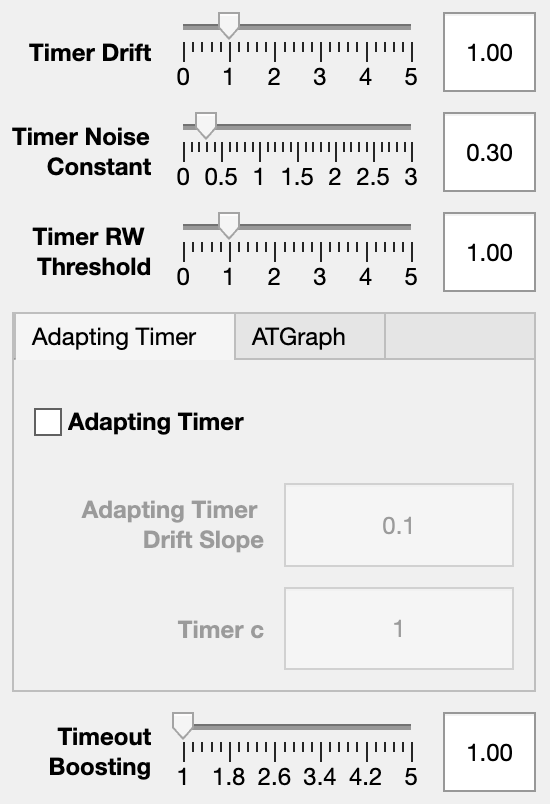 Timer Drift
0 1 2 3 4 5
1.00
Timer Noise
Constant
0 0.5 1 1.5 2 2.5 3
0.30
Timer RW
Threshold
0 1 2 3 4 5
1.00
Adapting Timer
ATGraph
Adapting Timer
Adapting Timer
Drift Slope
0.1
Timer c
1
Timeout
Boosting
1 1.8 2.6 3.4 4.2 5
1.00